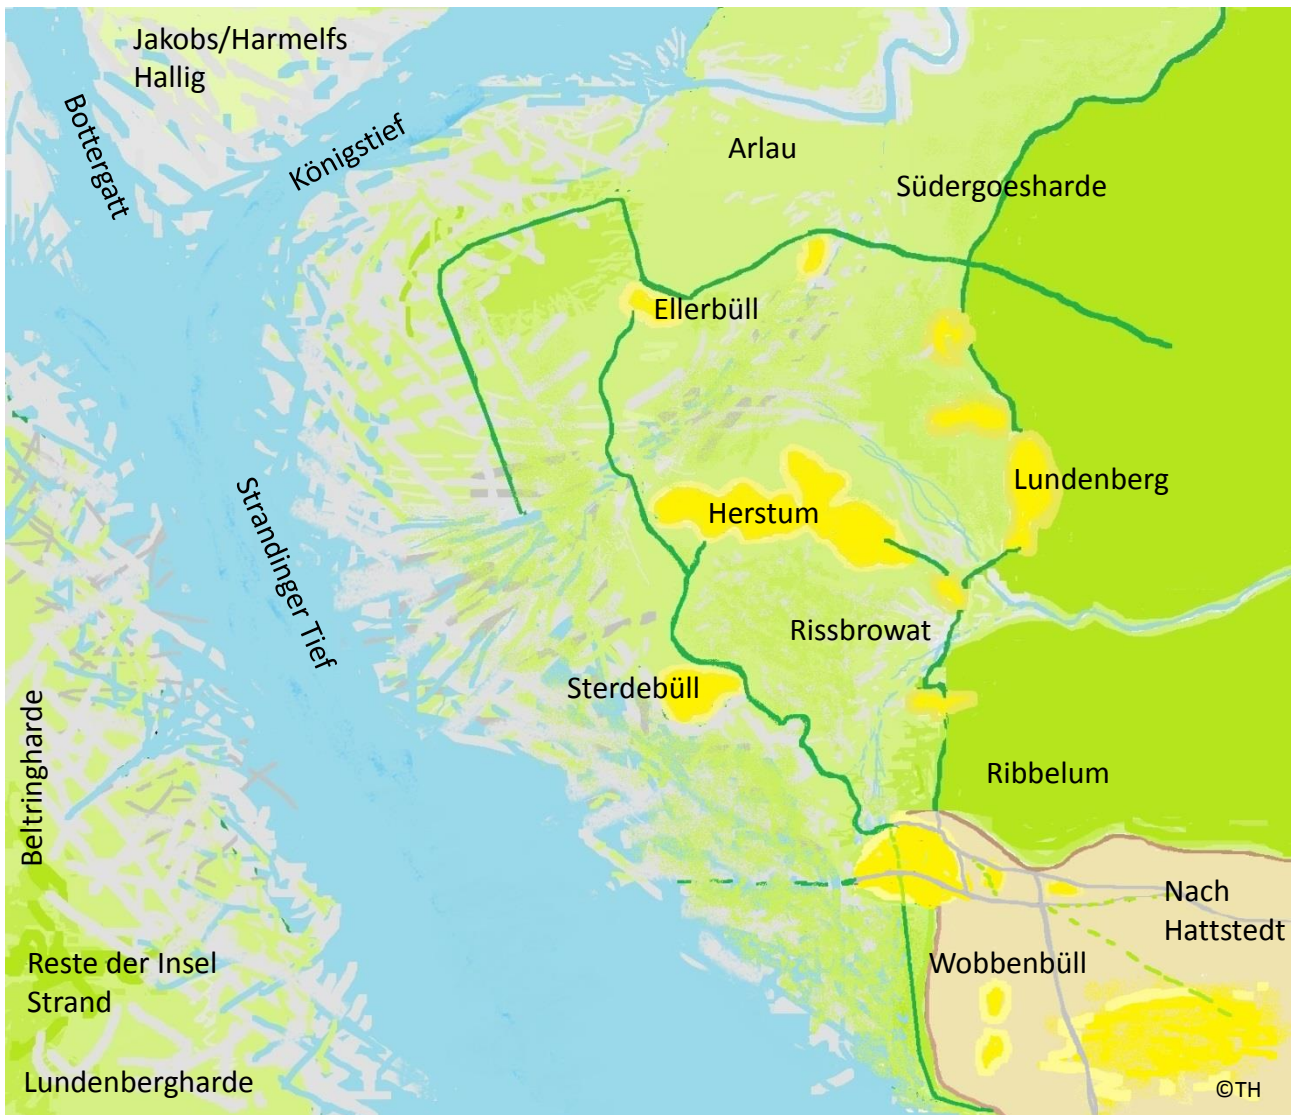 Jakobs/Harmelfs
Hallig
Bottergatt
Königstief
Arlau
Südergoesharde
Ellerbüll
Strandinger Tief
Herstum
Lundenberg
Rissbrowat
Sterdebüll
Beltringharde
Ribbelum
Nach
Hattstedt
Wobbenbüll
Reste der Insel
Strand
Lundenbergharde
©TH